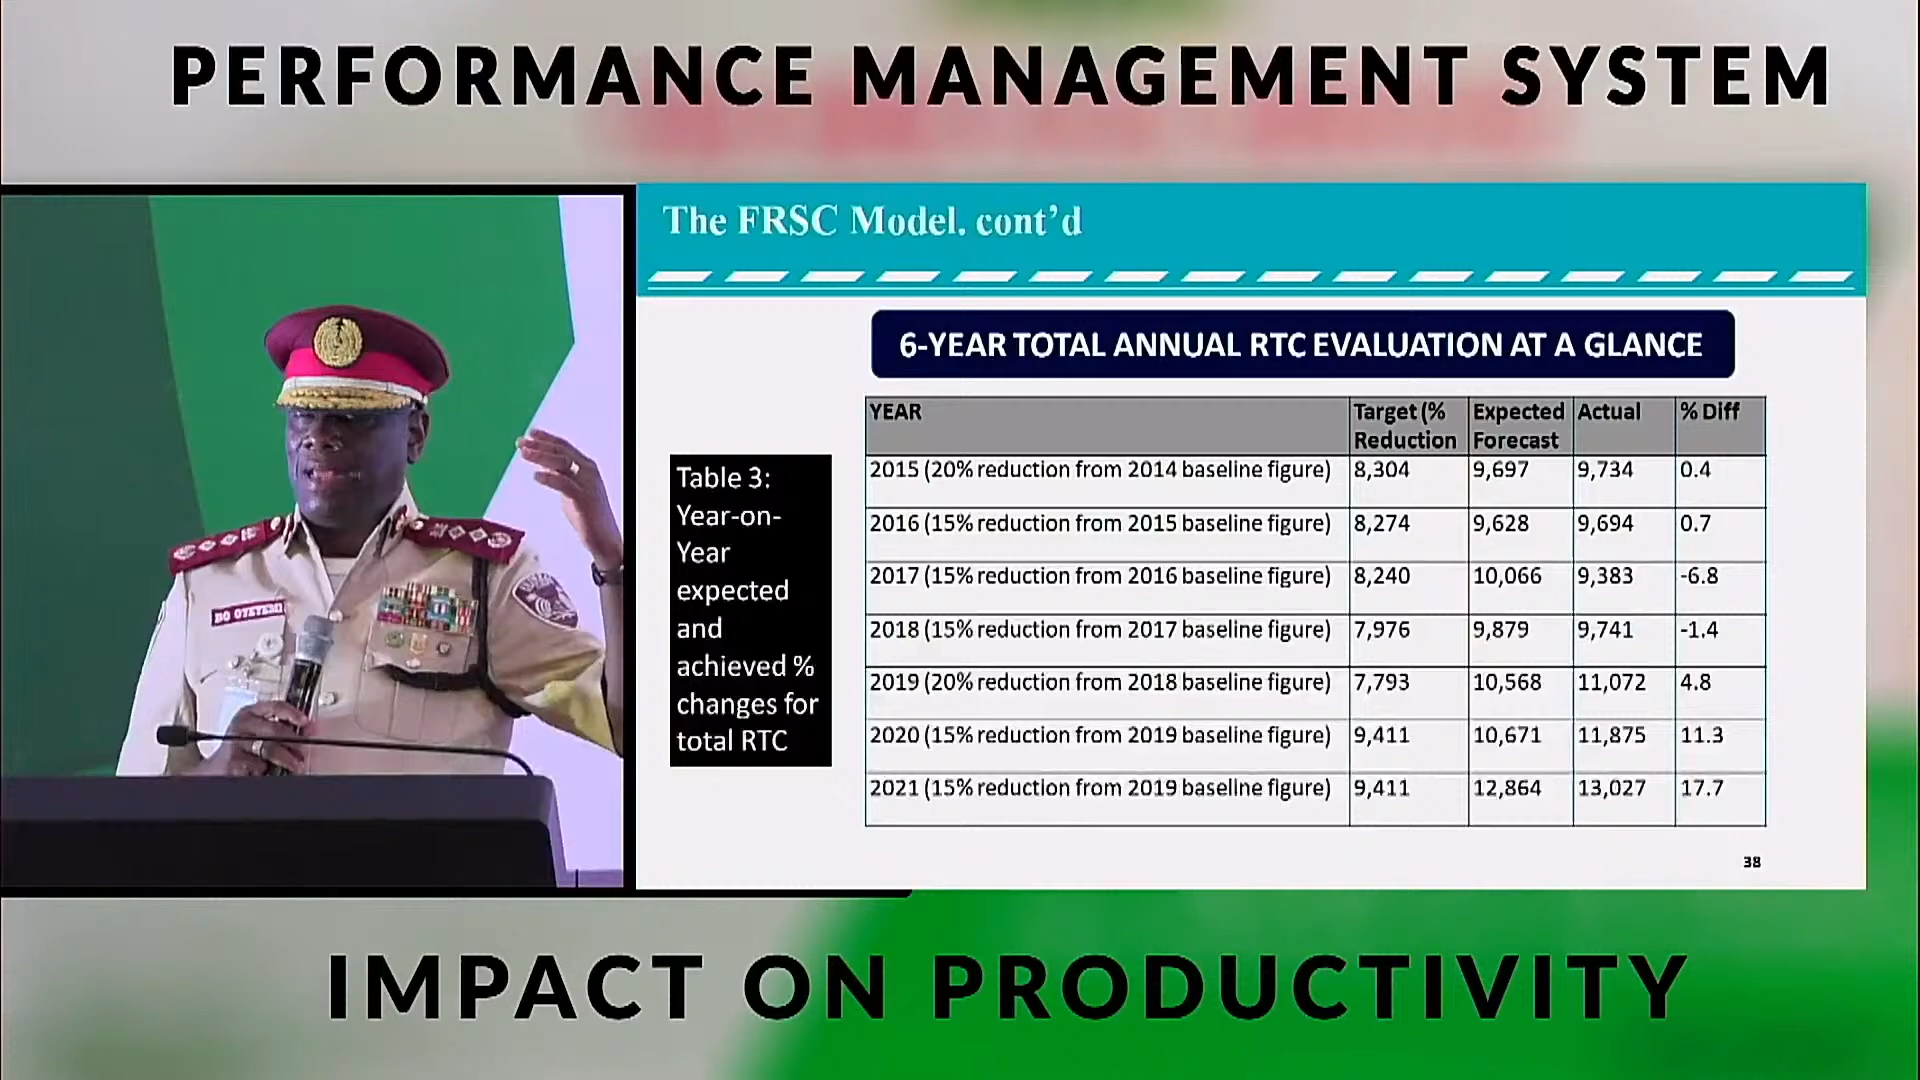 PERFORMANCE MANAGEMENT SYSTEM
The FRSC Model. cont’d
6-YEAR TOTAL ANNUAL RTC EVALUATION AT A GLANCE
Table 3:
Year-on-
Year
expected
and
achieved %
changes for
total RTC
YEAR Target (% Reduction Expected Forecast Actual % Diff
2015 (20% reduction from 2014 baseline figure) 8,304 9,697 9,734 0.4
2016 (15% reduction from 2015 baseline figure) 8,274 9,628 9,694 0.7
2017 (15% reduction from 2016 baseline figure) 8,240 10,066 9,383 -6.8
2018 (15% reduction from 2017 baseline figure) 7,976 9,879 9,741 -1.4
2019 (20% reduction from 2018 baseline figure) 7,793 10,568 11,072 4.8
2020 (15% reduction from 2019 baseline figure) 9,411 10,671 11,875 11.3
2021 (15% reduction from 2019 baseline figure) 9,411 12,864 13,027 17.7
38
BO OYEYEMI
IMPACT ON PRODUCTIVITY